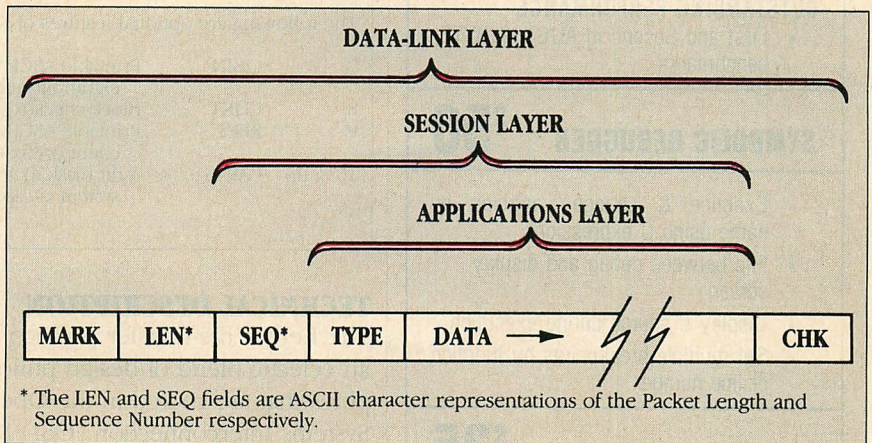 DATA-LINK LAYER
SESSION LAYER
APPLICATIONS LAYER
MARK LEN* SEQ* TYPE DATA CHK
* The LEN and SEQ fields are ASCII character representations of the Packet Length and
Sequence Number respectively.